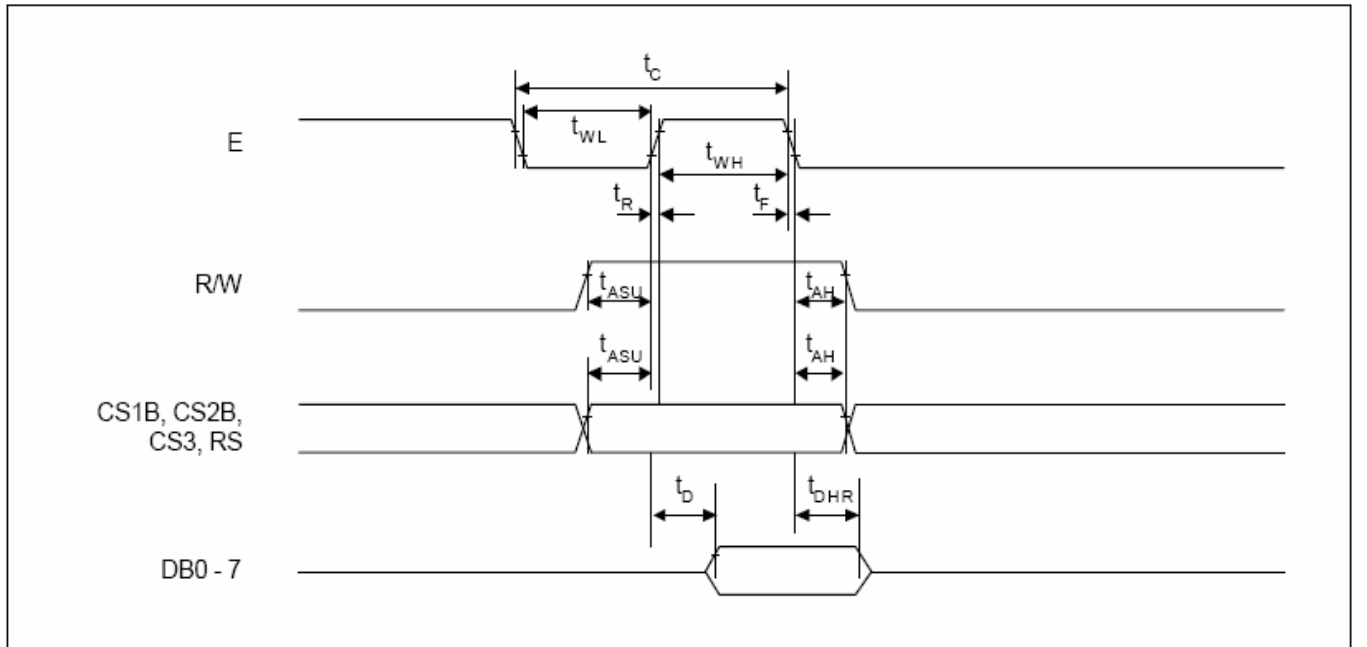 tC
E
tWL
tWH
tR
tF
R/W
tASU
tAH
tASU
tAH
CS1B, CS2B,
CS3, RS
tD
tDHR
DB0 - 7